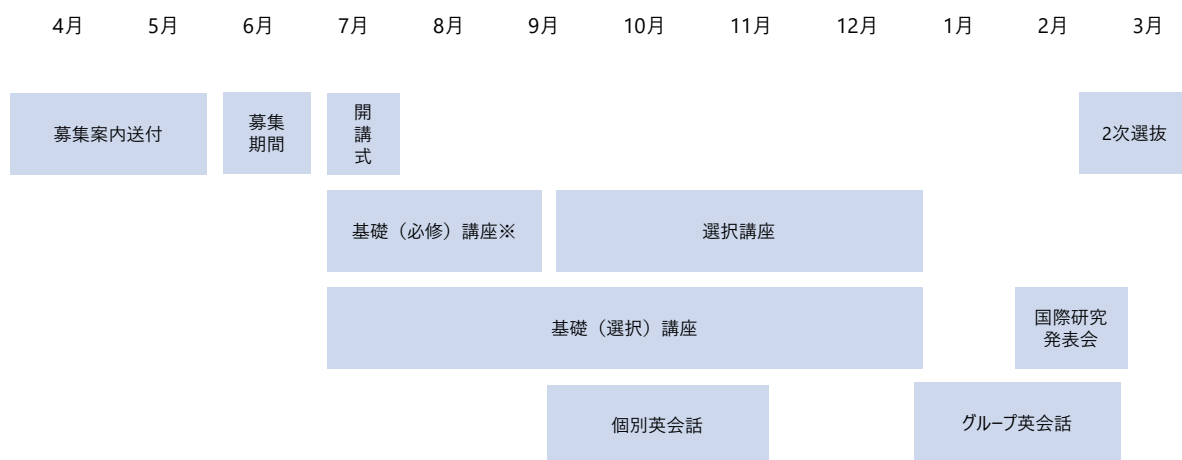 4月 5月 6月 7月 8月 9月 10月 11月 12月 1月 2月 3月
募集案内送付
募集
期間
開
講
式
2次選抜
基礎（必修）講座※
選択講座
基礎（選択）講座
国際研究
発表会
個別英会話
グループ英会話